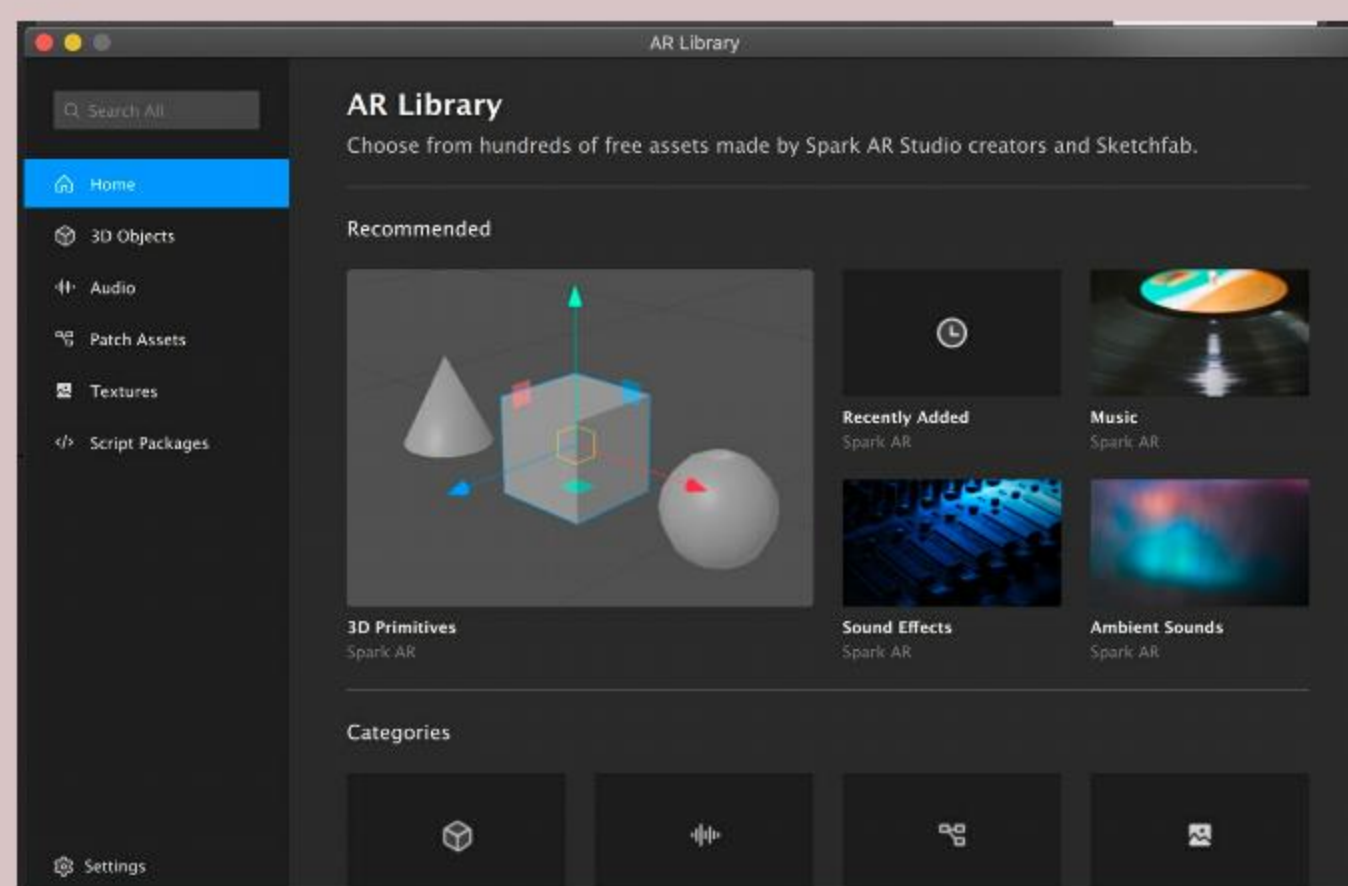 AR Library
Search All
Home
3D Objects
Audio
Patch Assets
Textures
Script Packages
Settings
AR Library
Choose from hundreds of free assets made by Spark AR Studio creators and Sketchfab.
Recommended
3D Primitives
Spark AR
Recently Added
Spark AR
Music
Spark AR
Sound Effects
Spark AR
Ambient Sounds
Spark AR
Categories